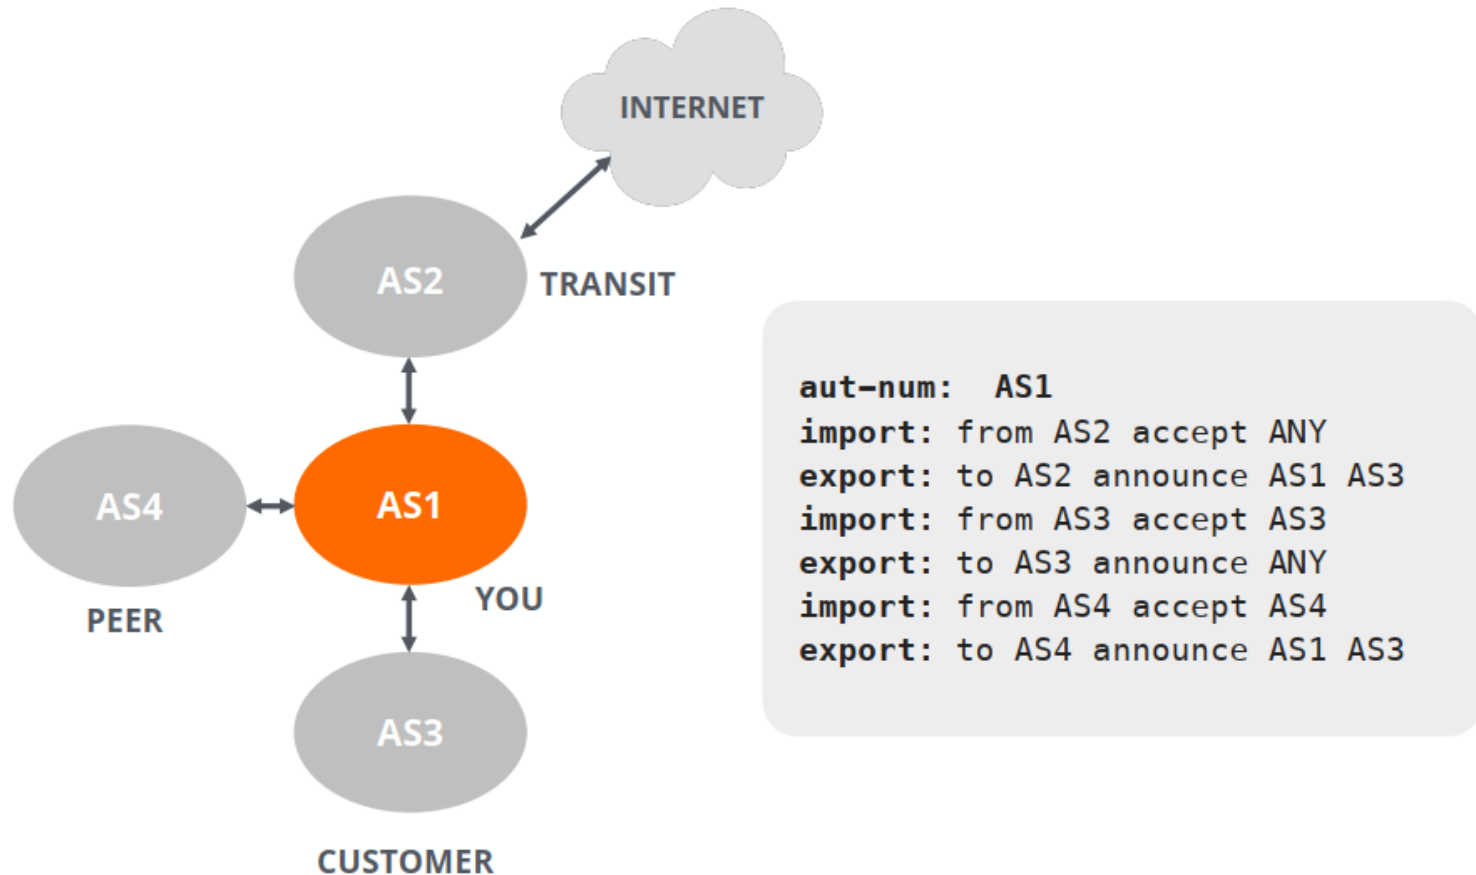 INTERNET
AS2
TRANSIT
AS4
AS1
YOU
PEER
AS3
CUSTOMER
aut-num: AS1
import: from AS2 accept ANY
export: to AS2 announce AS1 AS3
import: from AS3 accept AS3
export: to AS3 announce ANY
import: from AS4 accept AS4
export: to AS4 announce AS1 AS3